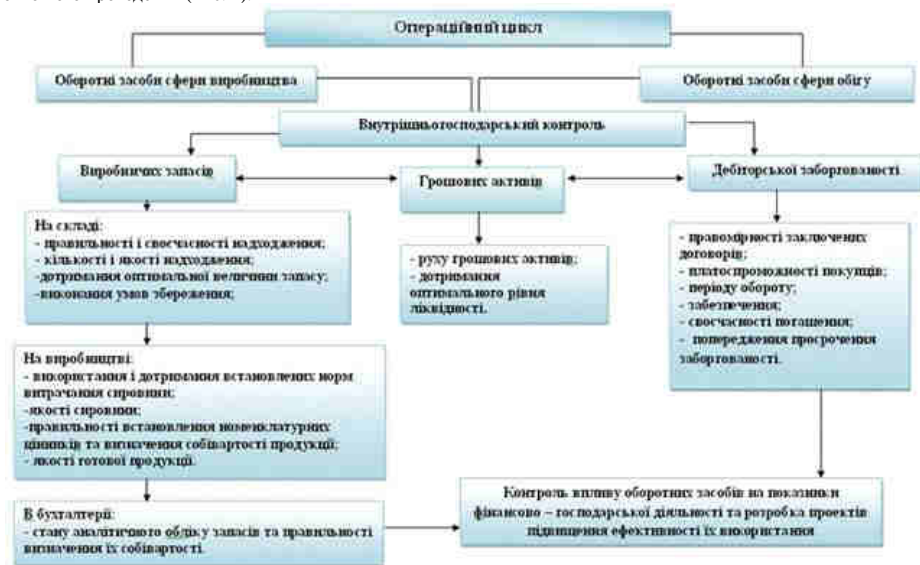 Операційний цикл
Оборотні засоби сфери виробництва
Оборотні засоби сфери обігу
Внутрішньогосподарський контроль
Виробничих запасів
Грошових активів
Дебіторської заборгованості
На складі:
- правильності і своєчасності надходження;
- кількості і якості надходження;
-дотримання оптимальної величини запасу;
-виконання умов збереження;
- руху грошових активів;
- дотримання
оптимального рівня
ліквідності.
- правомірності заключених
договорів;
- платоспроможності покупців;
- періоду обороту;
- забезпечення;
- своєчасності погашення;
- попередження просрочення
заборгованості.
На виробництві:
- використання і дотримання встановлених норм
витрачання сировини;
-якості сировини;
-правильності встановлення номенклатурних
цінників та визначення собівартості продукції;
- якості готової продукції.
В бухгалтерії:
- стану аналітичного обліку запасів та правильності
визначення їх собівартості.
Контроль впливу оборотних засобів на показники
фінансово – господарської діяльності та розробка проектів
підвищення ефективності їх використання